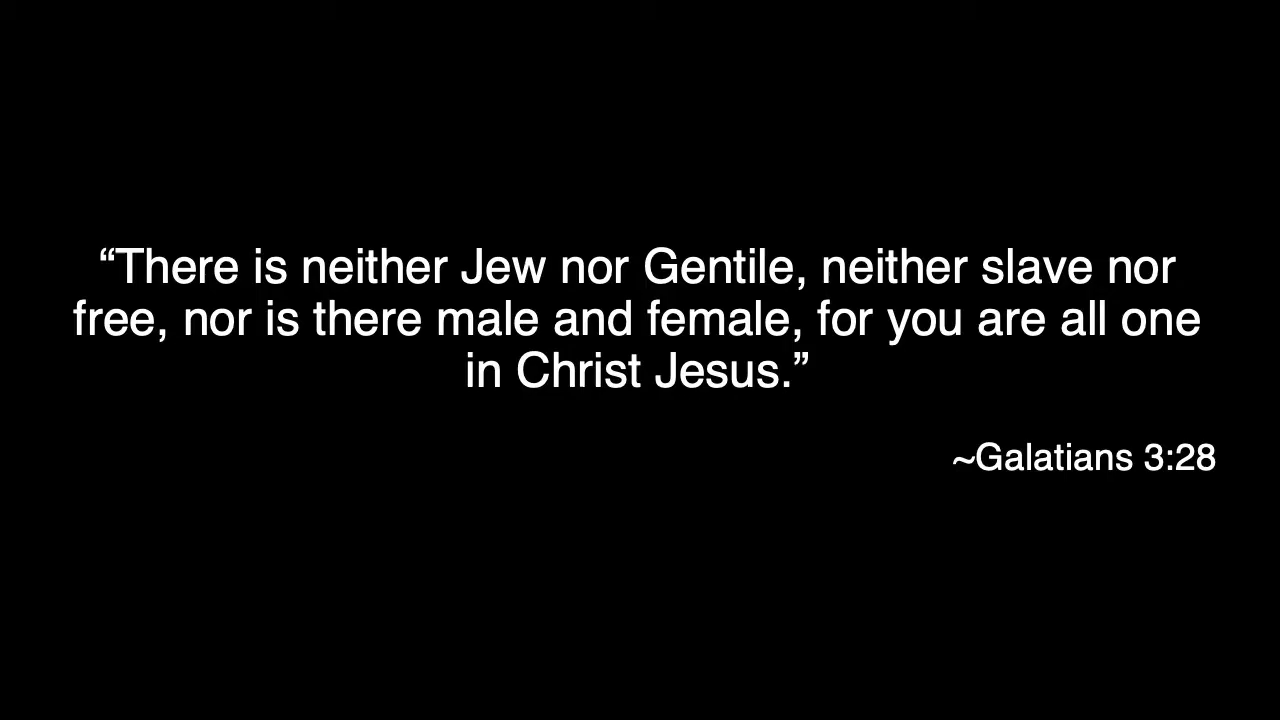 “There is neither Jew nor Gentile, neither slave nor
free, nor is there male and female, for you are all one
in Christ Jesus.”
~Galatians 3:28